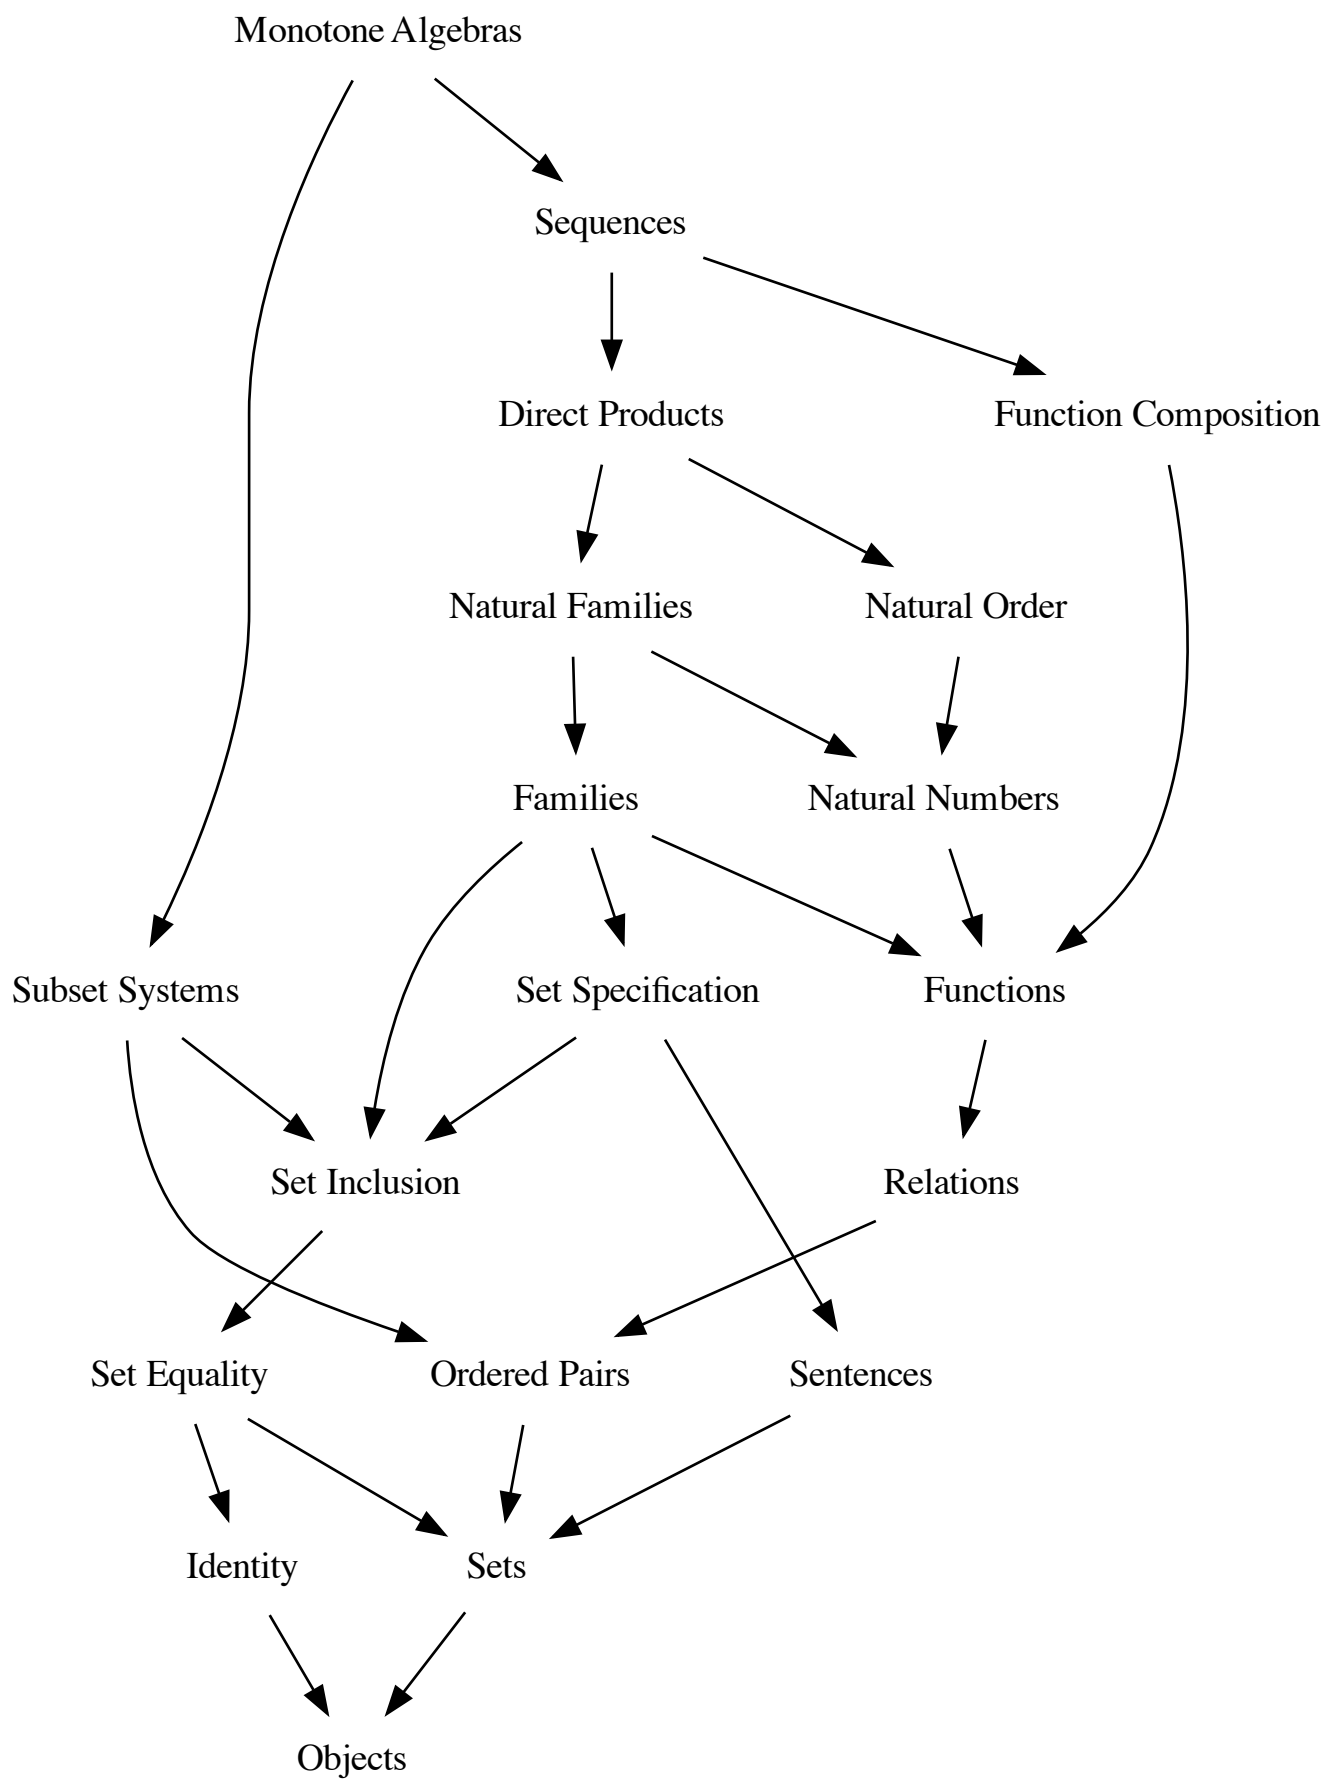 Monotone Algebras
Sequences
Direct Products
Function Composition
Natural Families
Natural Order
Families
Natural Numbers
Subset Systems
Set Specification
Functions
Set Inclusion
Relations
Set Equality
Ordered Pairs
Sentences
Identity
Sets
Objects